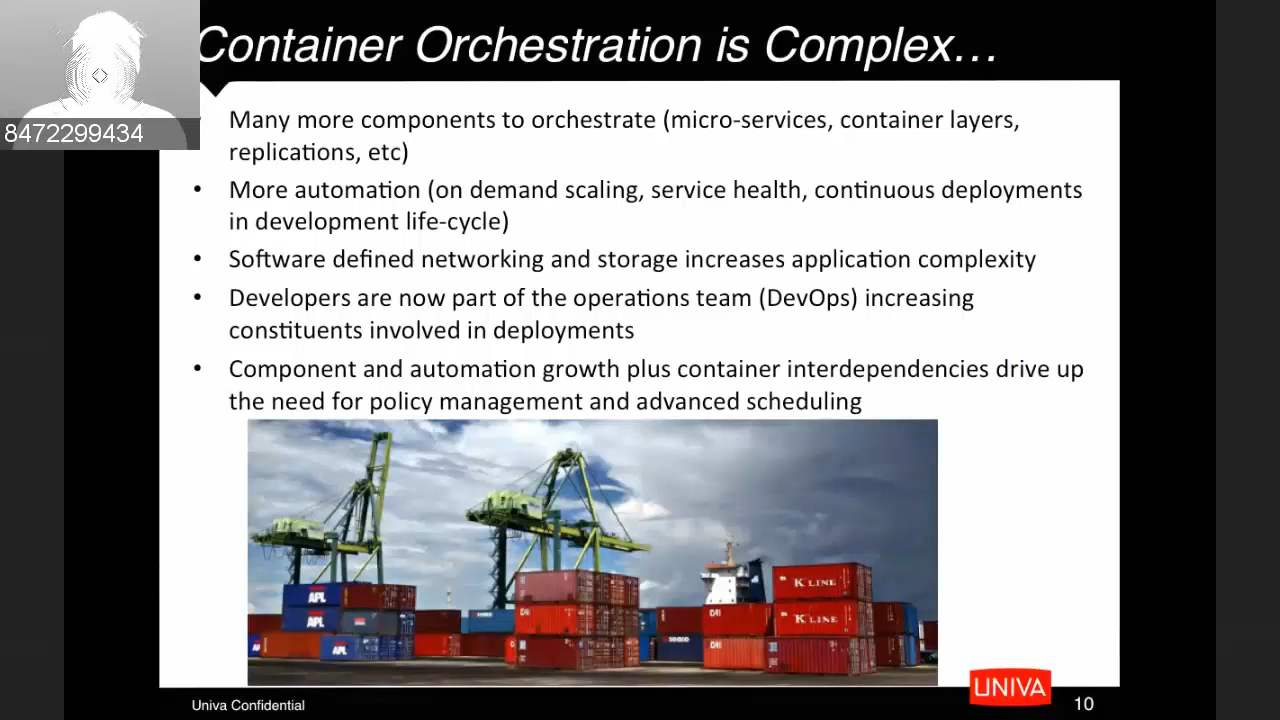 Container Orchestration is Complex...
8472299434
Many more components to orchestrate (micro-services, container layers,
replications, etc)
• More automation (on demand scaling, service health, continuous deployments
in development life-cycle)
• Software defined networking and storage increases application complexity
• Developers are now part of the operations team (DevOps) increasing
constituents involved in deployments
• Component and automation growth plus container interdependencies drive up
the need for policy management and advanced scheduling
APL
APL
APL
K LINE
K LINE
UNIVA
Univa Confidential
10